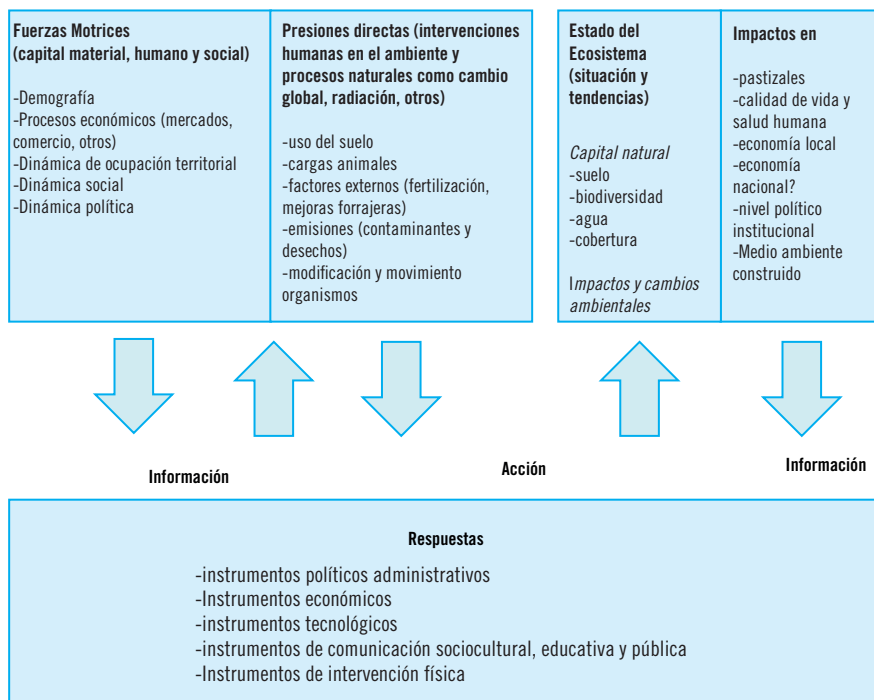 Fuerzas Motrices
(capital material, humano y social)
-Demografía
-Procesos económicos (mercados,
comercio, otros)
-Dinámica de ocupación territorial
-Dinámica social
-Dinámica política
Presiones directas (intervenciones
humanas en el ambiente y
procesos naturales como cambio
global, radiación, otros)
-uso del suelo
-cargas animales
-factores externos (fertilización,
mejoras forrajeras)
-emisiones (contaminantes y
desechos)
-modificación y movimiento
organismos
Estado del
Ecosistema
(situación y
tendencias)
Capital natural
-suelo
-biodiversidad
-agua
-cobertura
Impactos y cambios
ambientales
Impactos en
-pastizales
-calidad de vida y
salud humana
-economía local
-economía
nacional?
-nivel político
institucional
-Medio ambiente
construido
Información
Acción
Información
Respuestas
-instrumentos políticos administrativos
-Instrumentos económicos
-instrumentos tecnológicos
-instrumentos de comunicación sociocultural, educativa y pública
-Instrumentos de intervención física